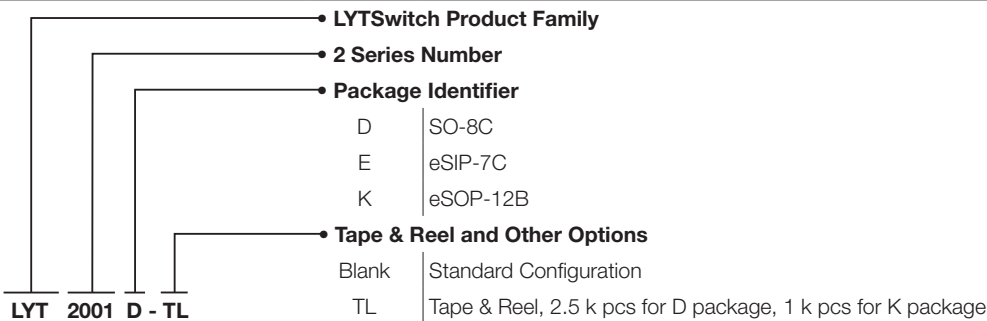 LYTSwitch Product Family
2 Series Number
Package Identifier
D SO-8C
E eSIP-7C
K eSOP-12B
Tape & Reel and Other Options
Blank Standard Configuration
TL Tape & Reel, 2.5 k pcs for D package, 1 k pcs for K package
LYT 2001 D - TL